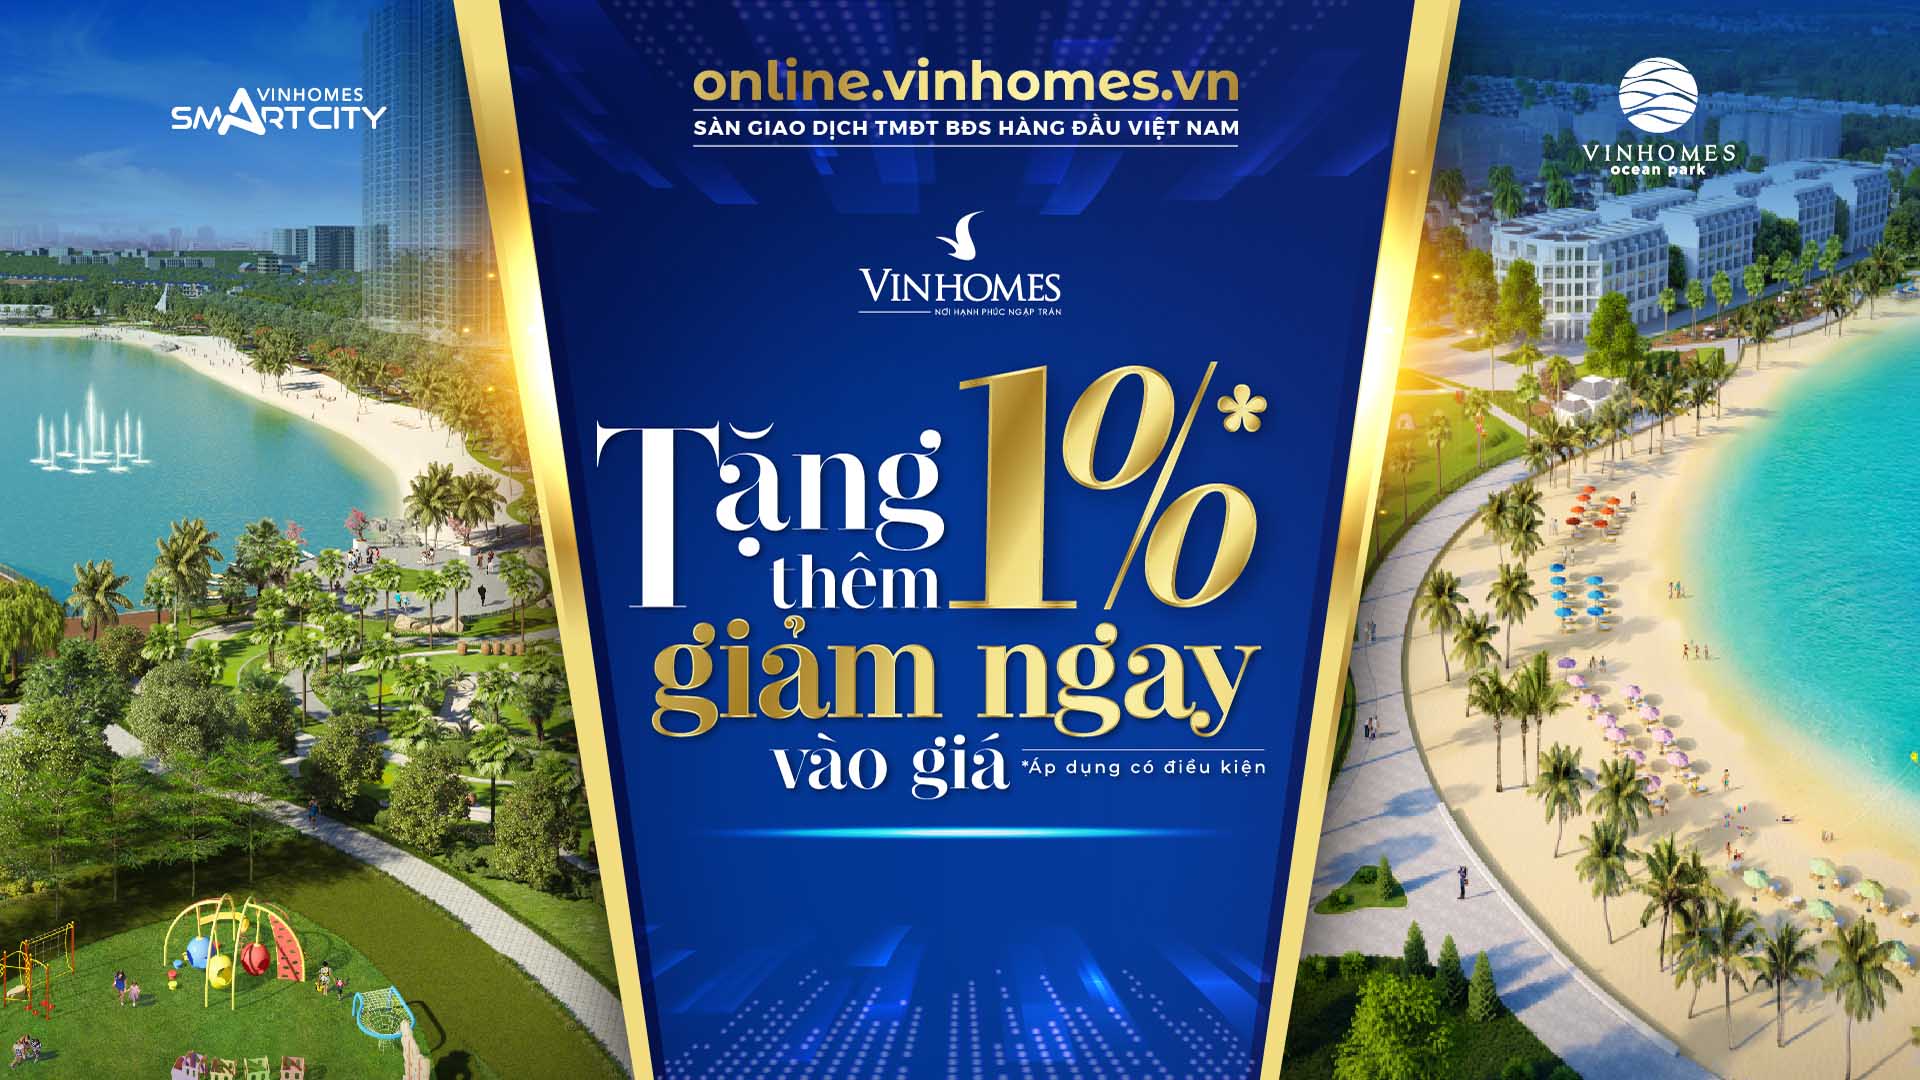 VINHOMES
SMARTCITY
online.vinhomes.vn
SÀN GIAO DỊCH TMĐT BĐS HÀNG ĐẦU VIỆT NAM
VINHOMES
ocean park
VINHOMES
NƠI HẠNH PHÚC NGẬP TRÀN
Tặng thêm 1%*
giảm ngay
vào giá *Áp dụng có điều kiện